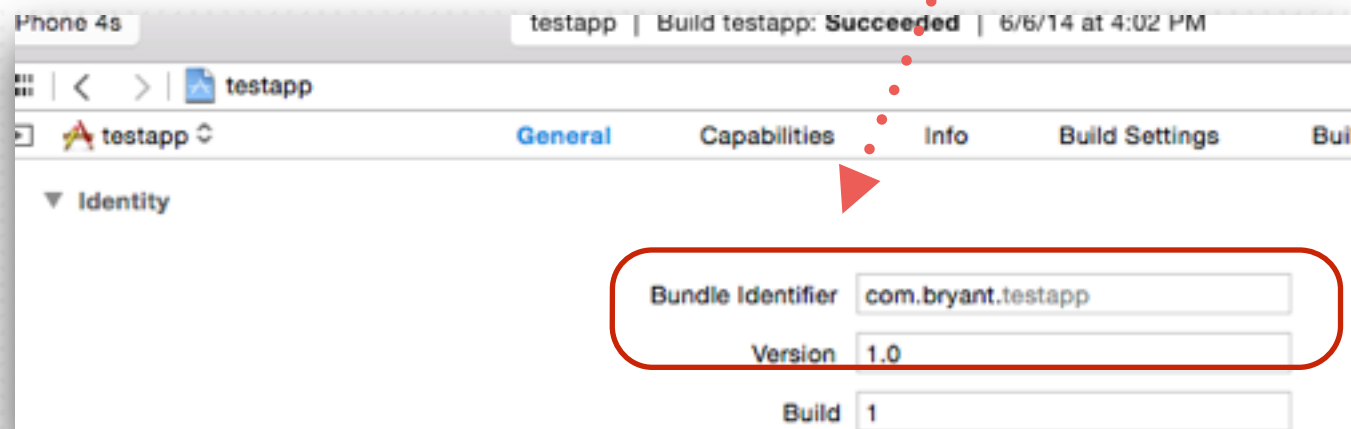 Phone 4s testapp | Build testapp: Succeeded | 6/6/14 at 4:02 PM
testapp
testapp General Capabilities Info Build Settings Bui
Identity
Bundle Identifier com.bryant.testapp
Version 1.0
Build 1